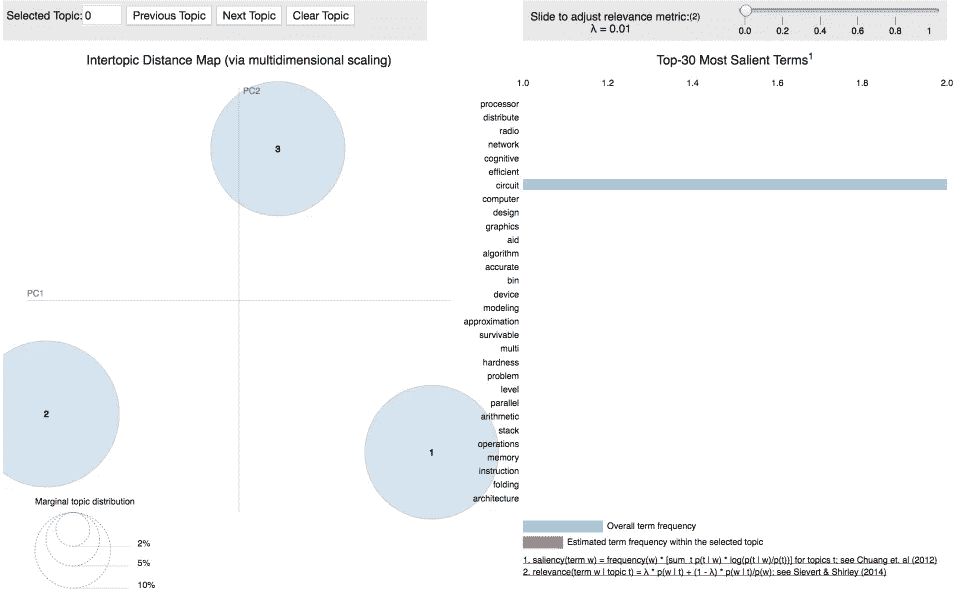 Selected Topic: 0 Previous Topic Next Topic Clear Topic
Slide to adjust relevance metric:(2)
λ = 0.01
0.0 0.2 0.4 0.6 0.8 1
Intertopic Distance Map (via multidimensional scaling)
PC2
PC1
3
2
1
Marginal topic distribution
2%
5%
10%
Top-30 Most Salient Terms1
1.0 1.2 1.4 1.6 1.8 2.0
processor
distribute
radio
network
cognitive
efficient
circuit
computer
design
graphics
aid
algorithm
accurate
bin
device
modeling
approximation
survivable
multi
hardness
problem
level
parallel
arithmetic
stack
operations
memory
instruction
folding
architecture
Overall term frequency
Estimated term frequency within the selected topic
1. saliency(term w) = frequency(w) * [sum_t p(t | w) * log(p(t | w)/p(t))] for topics t; see Chuang et. al (2012)
2. relevance(term w | topic t) = λ * p(w | t) + (1 - λ) * p(w | t)/p(w); see Sievert & Shirley (2014)